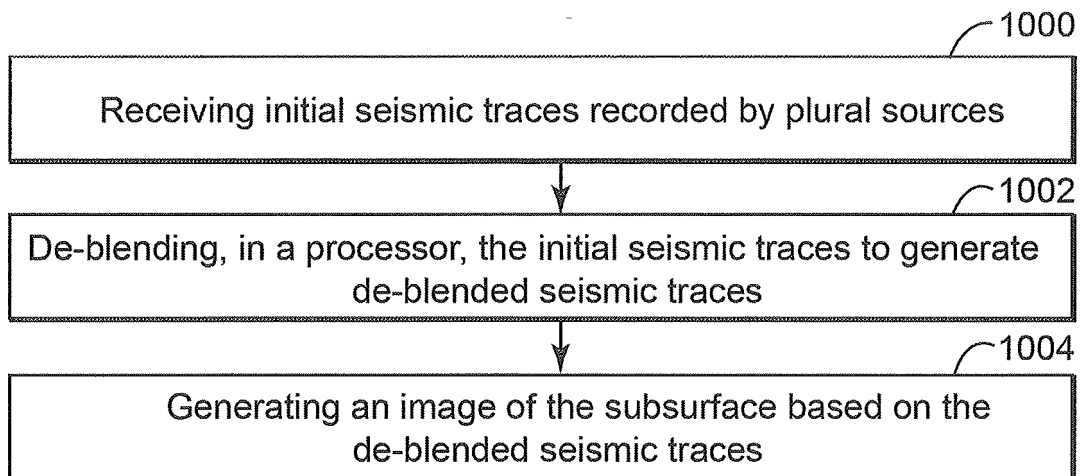 1000
Receiving initial seismic traces recorded by plural sources
1002
De-blending, in a processor, the initial seismic traces to generate
de-blended seismic traces
1004
Generating an image of the subsurface based on the
de-blended seismic traces